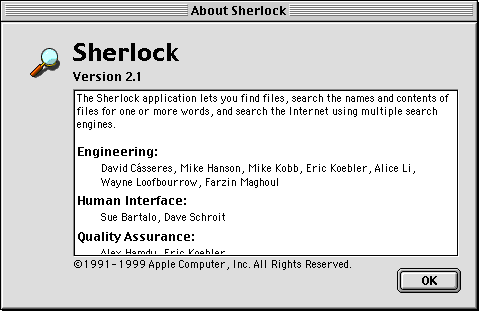 About Sherlock
Sherlock
Version 2.1
The Sherlock application lets you find files, search the names and contents of
files for one or more words, and search the Internet using multiple search
engines.
Engineering:
David Cásseres, Mike Hanson, Mike Kobb, Eric Koebler, Alice Li,
Wayne Loofbourrow, Farzin Maghoul
Human Interface:
Sue Bartalo, Dave Schroit
Quality Assurance:
Alex Hamdy, Eric Koebler
©1991-1999 Apple Computer, Inc. All Rights Reserved.
OK